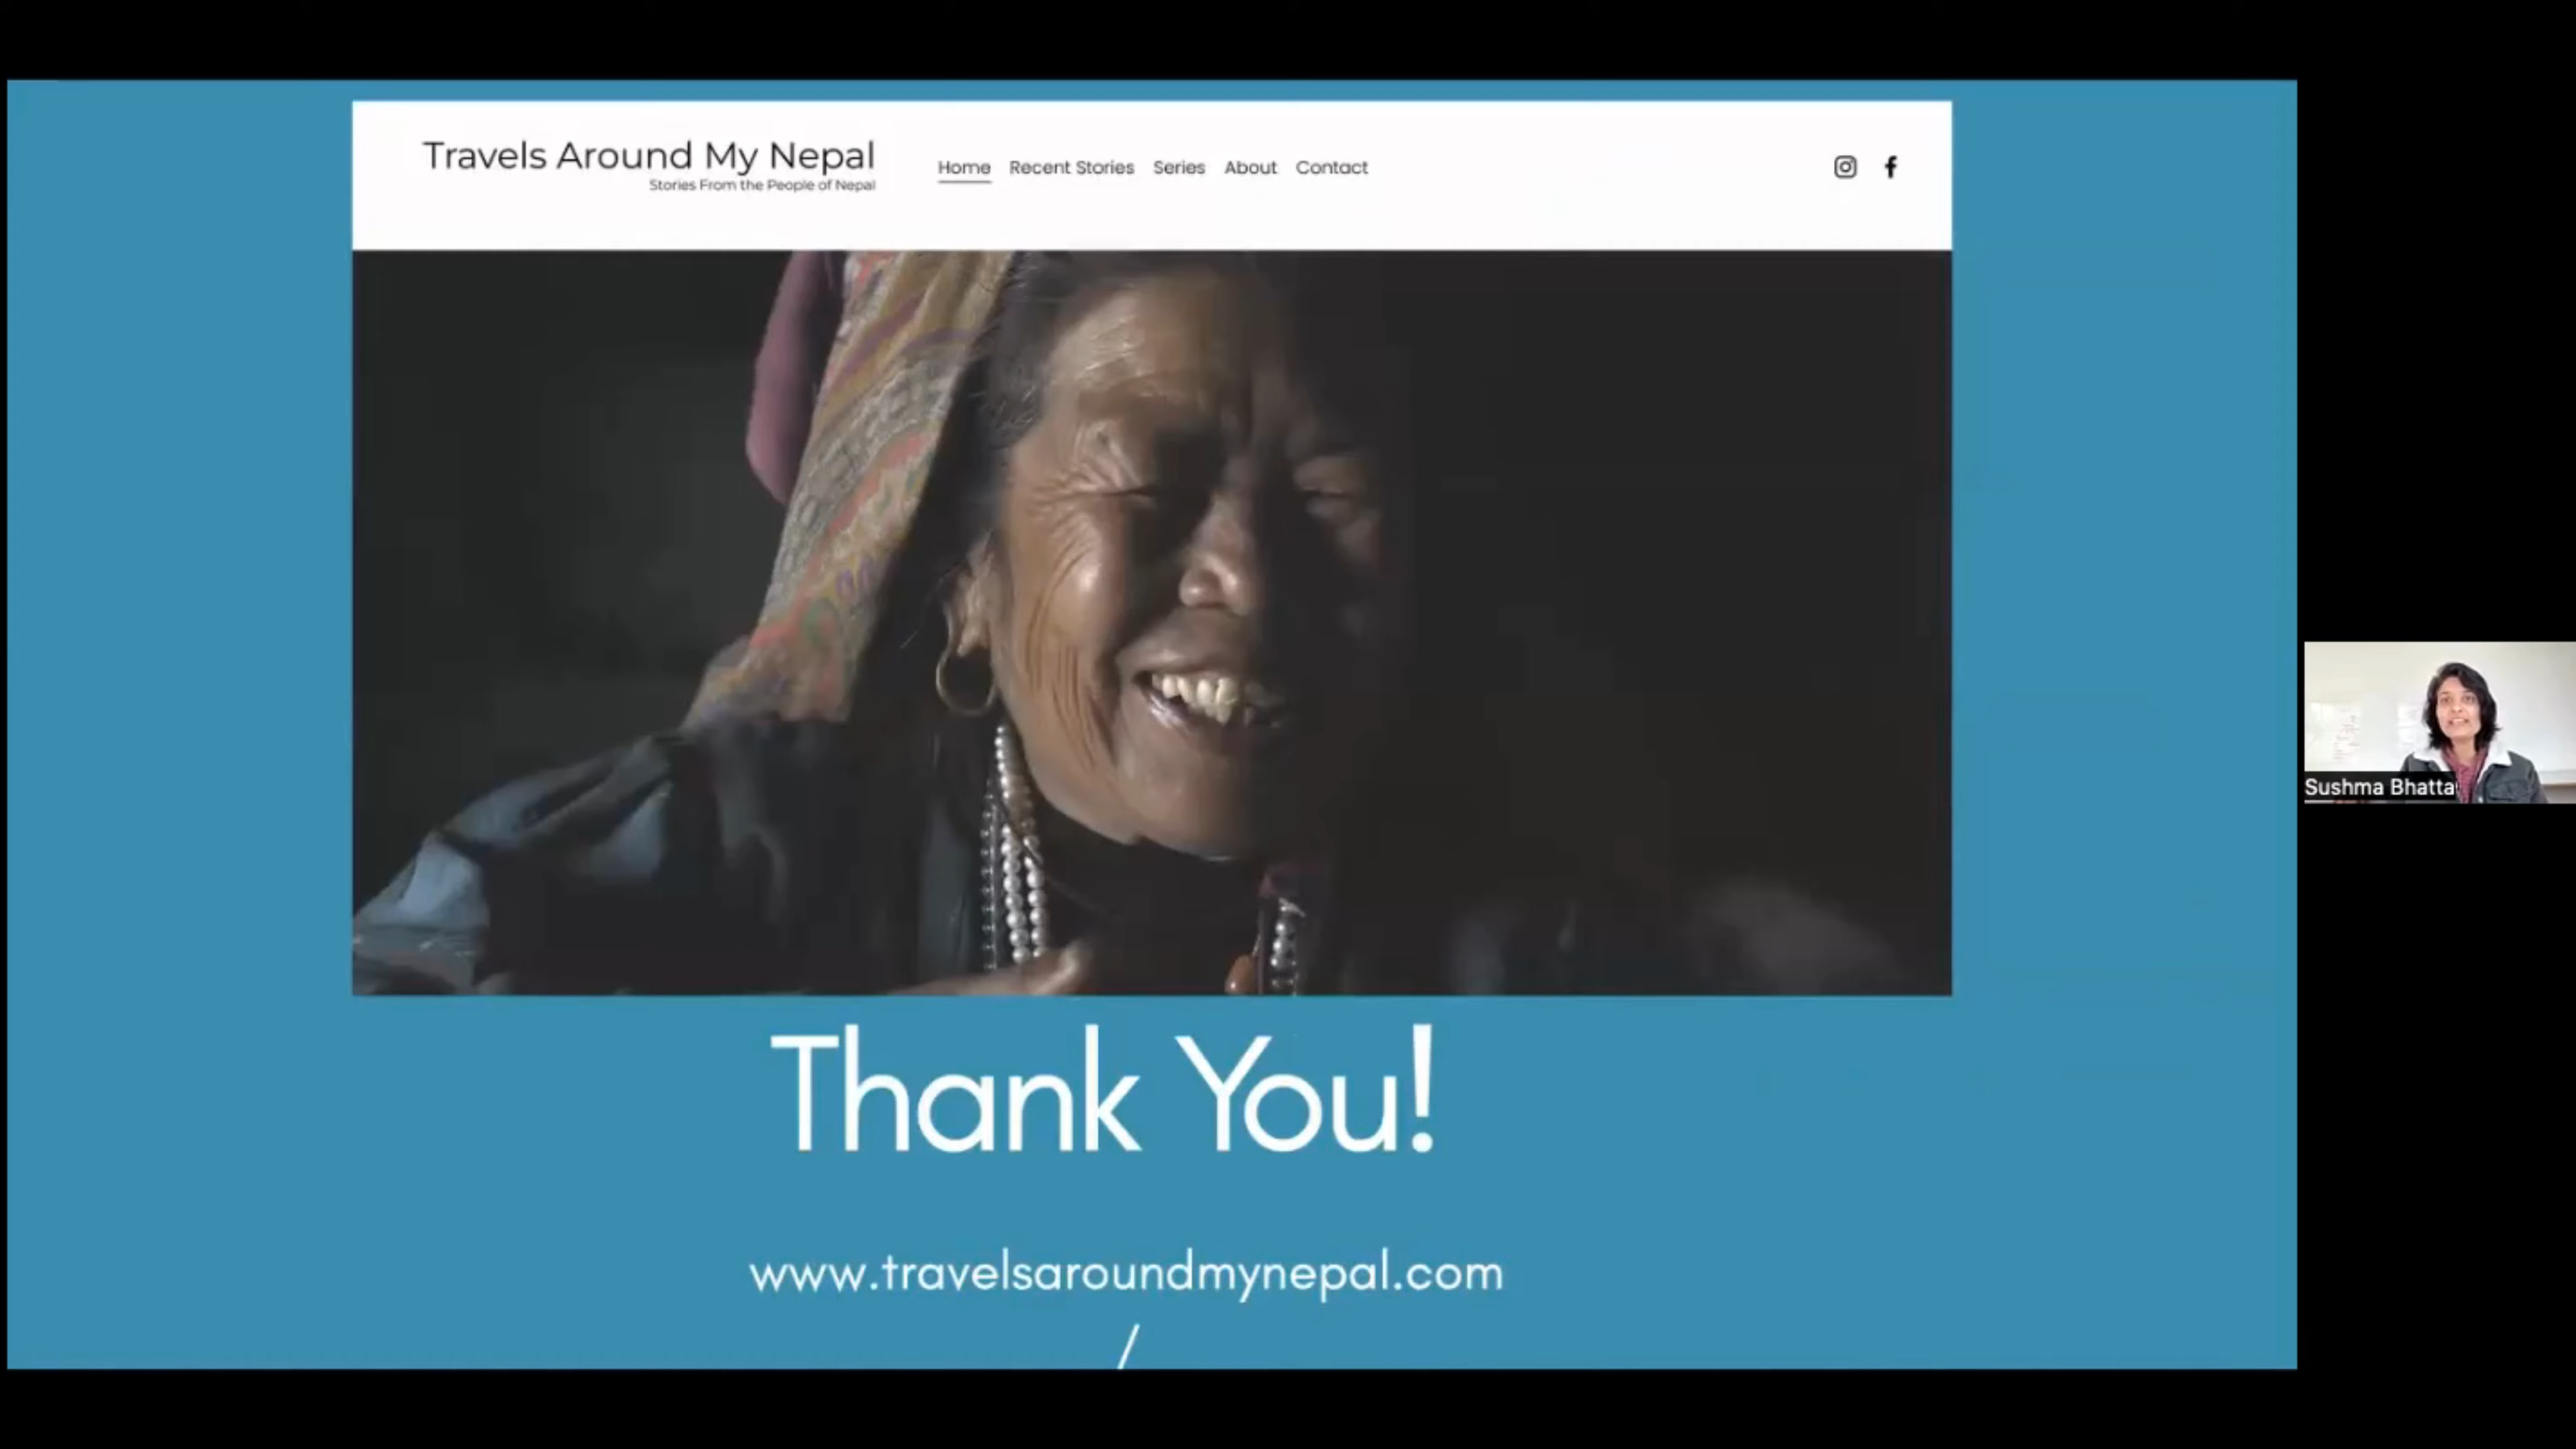 Travels Around My Nepal
Stories From the People of Nepal
Home Recent Stories Series About Contact
Thank You!
www.travelsaroundmynepal.com
/
Sushma Bhatta